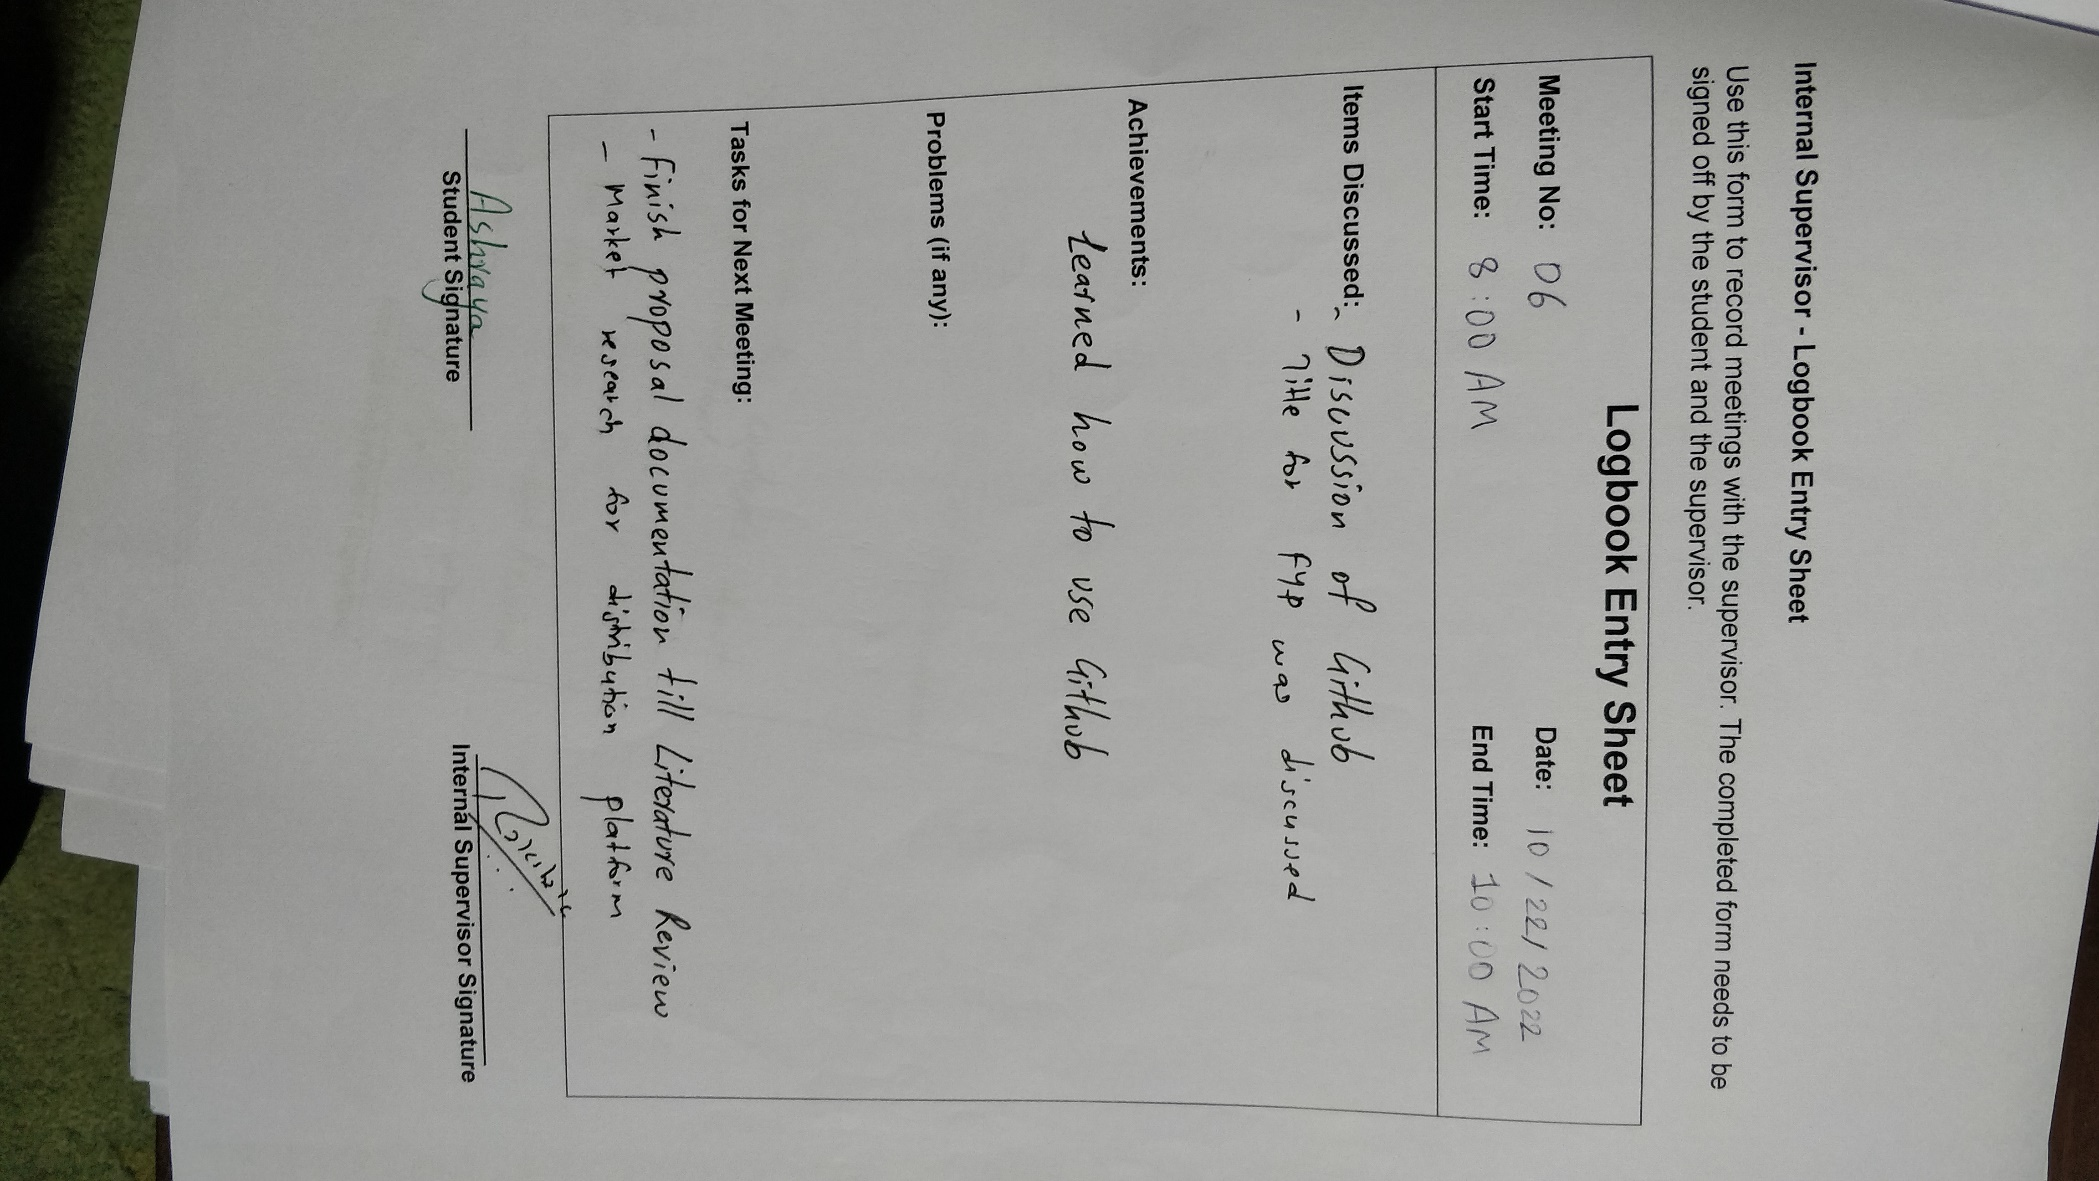 Internal Supervisor - Logbook Entry Sheet
Use this form to record meetings with the supervisor. The completed form needs to be
signed off by the student and the supervisor.
Logbook Entry Sheet
Meeting No: 06 Date: 10/22/2022
Start Time: 8:00 AM End Time: 10:00 AM
Items Discussed: - Discussion of Github
- Title for FYP was discussed
Achievements:
Learned how to use Github
Problems (if any):
Tasks for Next Meeting:
- Finish proposal documentation till Literature Review
- Market research for distribution platform
Ashraya
Student Signature Internal Supervisor Signature